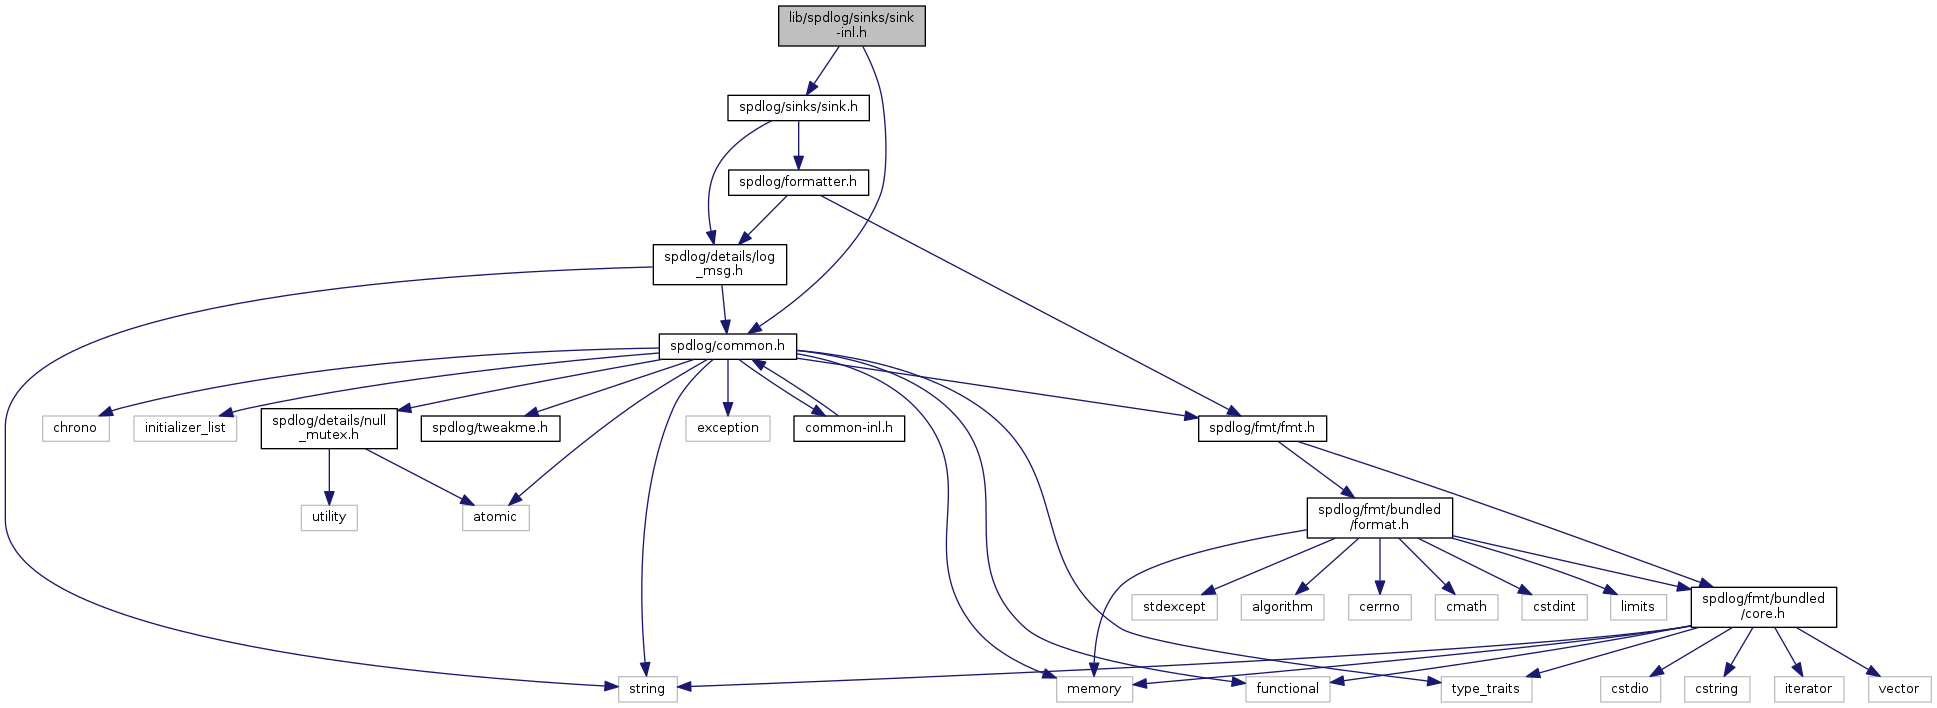 lib/spdlog/sinks/sink
-inl.h
spdlog/sinks/sink.h
spdlog/formatter.h
spdlog/details/log
_msg.h
spdlog/common.h
chrono
initializer_list
spdlog/details/null
_mutex.h
spdlog/tweakme.h
exception
common-inl.h
spdlog/fmt/fmt.h
utility
atomic
spdlog/fmt/bundled
/format.h
stdexcept
algorithm
cerrno
cmath
cstdint
limits
spdlog/fmt/bundled
/core.h
string
memory
functional
type_traits
cstdio
cstring
iterator
vector